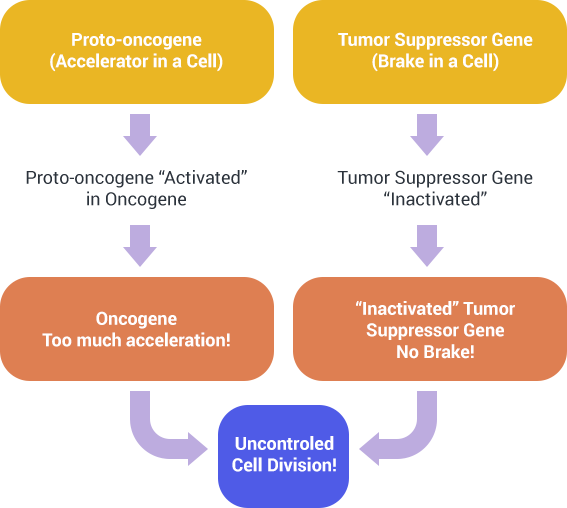 Proto-oncogene
(Accelerator in a Cell)
Tumor Suppressor Gene
(Brake in a Cell)
Proto-oncogene “Activated”
in Oncogene
Tumor Suppressor Gene
“Inactivated”
Oncogene
Too much acceleration!
“Inactivated” Tumor
Suppressor Gene
No Brake!
Uncontroled
Cell Division!